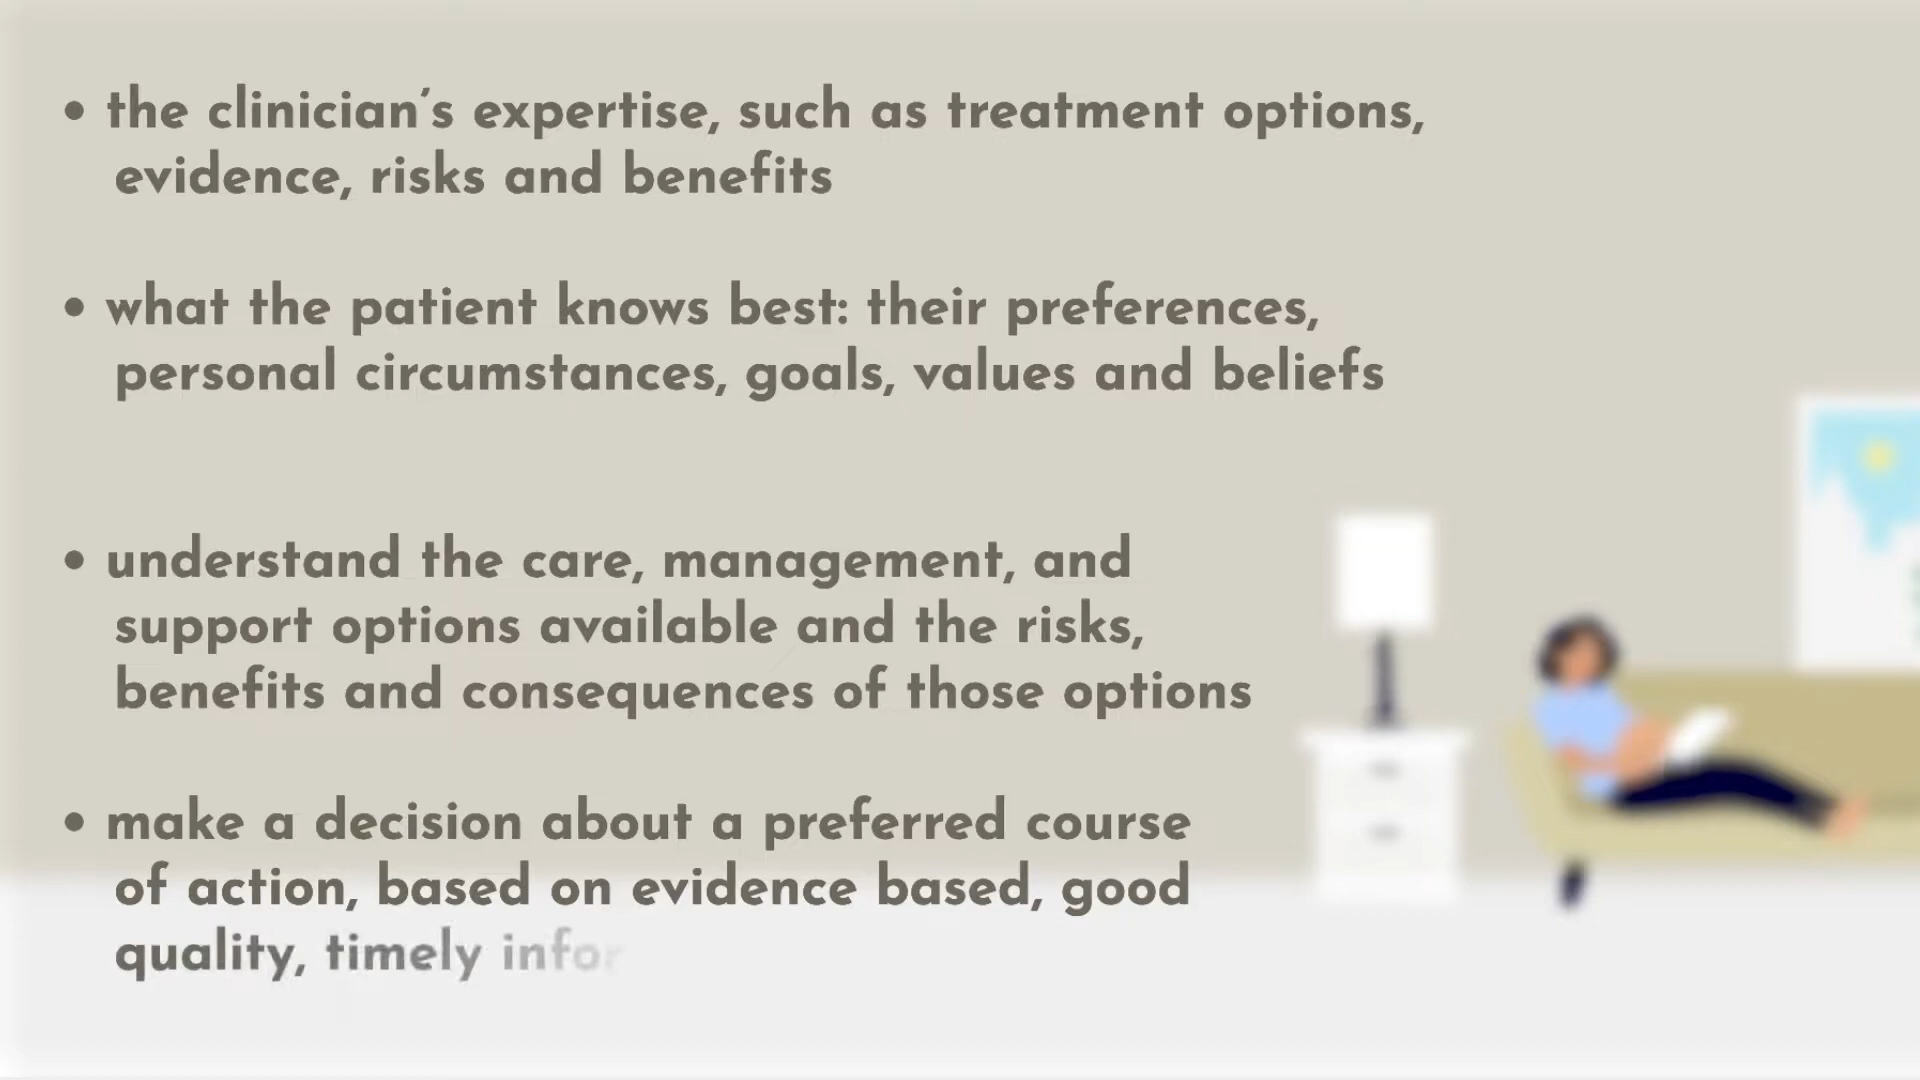 • the clinician’s expertise, such as treatment options,
evidence, risks and benefits
• what the patient knows best: their preferences,
personal circumstances, goals, values and beliefs
• understand the care, management, and
support options available and the risks,
benefits and consequences of those options
• make a decision about a preferred course
of action, based on evidence based, good
quality, timely infor